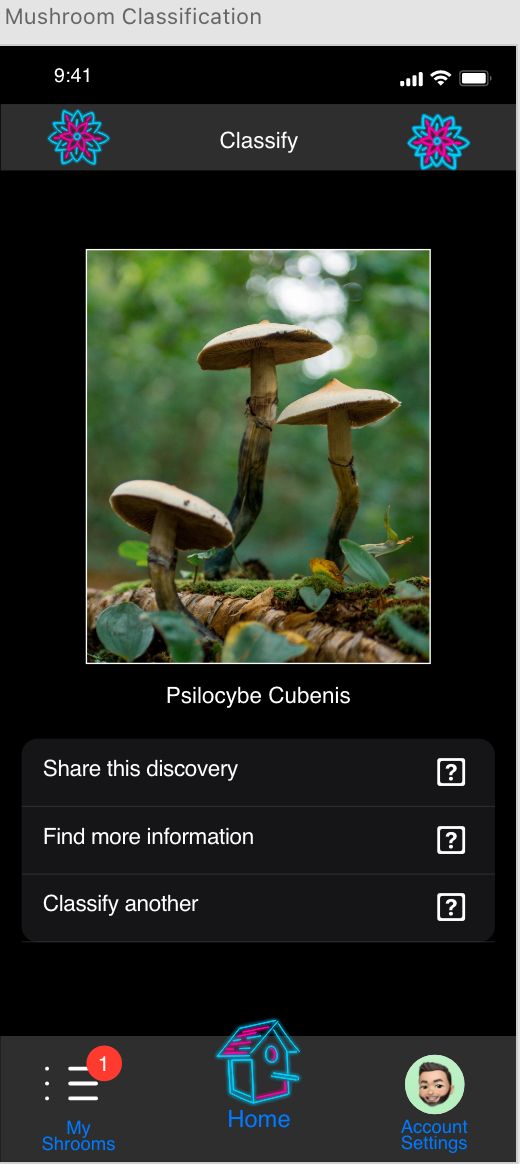 Mushroom Classification
9:41
Classify
Psilocybe Cubenis
Share this discovery
?
Find more information
?
Classify another
?
1
My
Shrooms
Home
Account
Settings